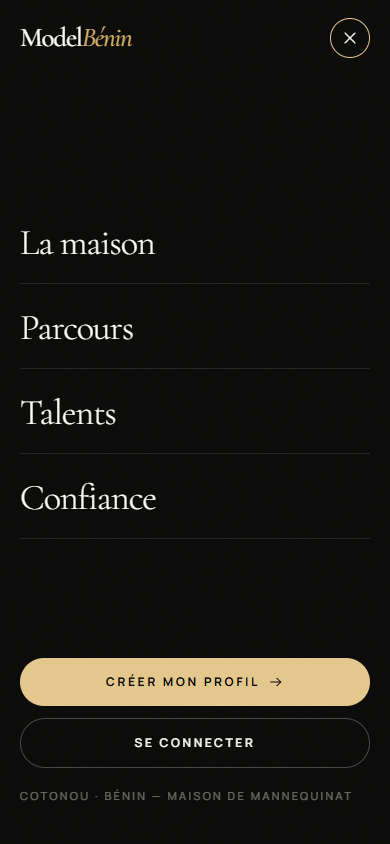 ModelBénin
La maison
Parcours
Talents
Confiance
CRÉER MON PROFIL →
SE CONNECTER
COTONOU · BÉNIN — MAISON DE MANNEQUINAT